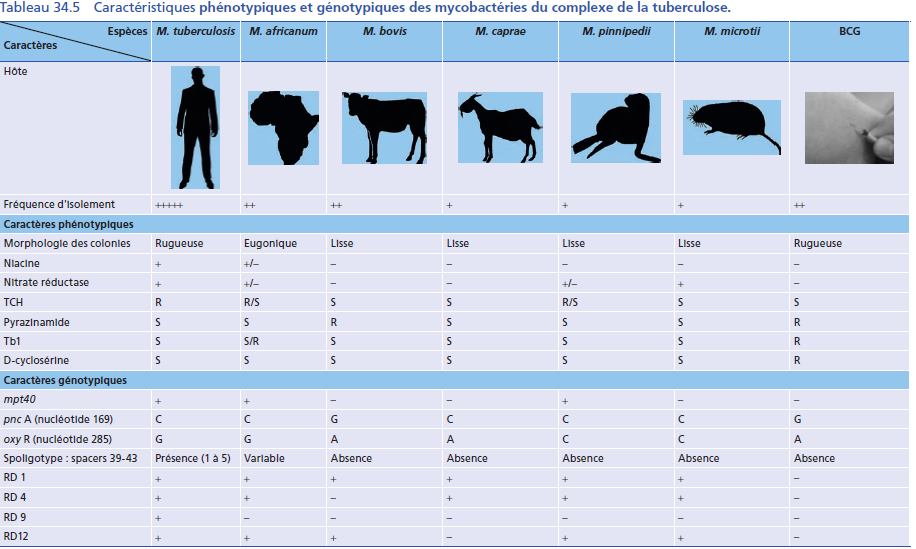 Tableau 34.5 Caractéristiques phénotypiques et génotypiques des mycobactéries du complexe de la tuberculose.
Espèces M. tuberculosis M. africanum M. bovis M. caprae M. pinnipedii M. microtii BCG
Caractères
Hôte
Fréquence d'isolement +++++ ++ ++ + + + ++
Caractères phénotypiques
Morphologie des colonies Rugueuse Eugonique Lisse Lisse Lisse Lisse Rugueuse
Niacine + +/– – – – – –
Nitrate réductase + +/– – – +/– + –
TCH R R/S S S R/S S S
Pyrazinamide S S R S S S R
Tb1 S S/R S S S S R
D-cyclosérine S S S S S S R
Caractères génotypiques
mpt40 + + – – + – –
pnc A (nucléotide 169) C C G C C C G
oxy R (nucléotide 285) G G A A C C A
Spoligotype : spacers 39-43 Présence (1 à 5) Variable Absence Absence Absence Absence Absence
RD 1 + + + + + + –
RD 4 + + – + + + –
RD 9 + – – – – – –
RD12 + + + – + + –